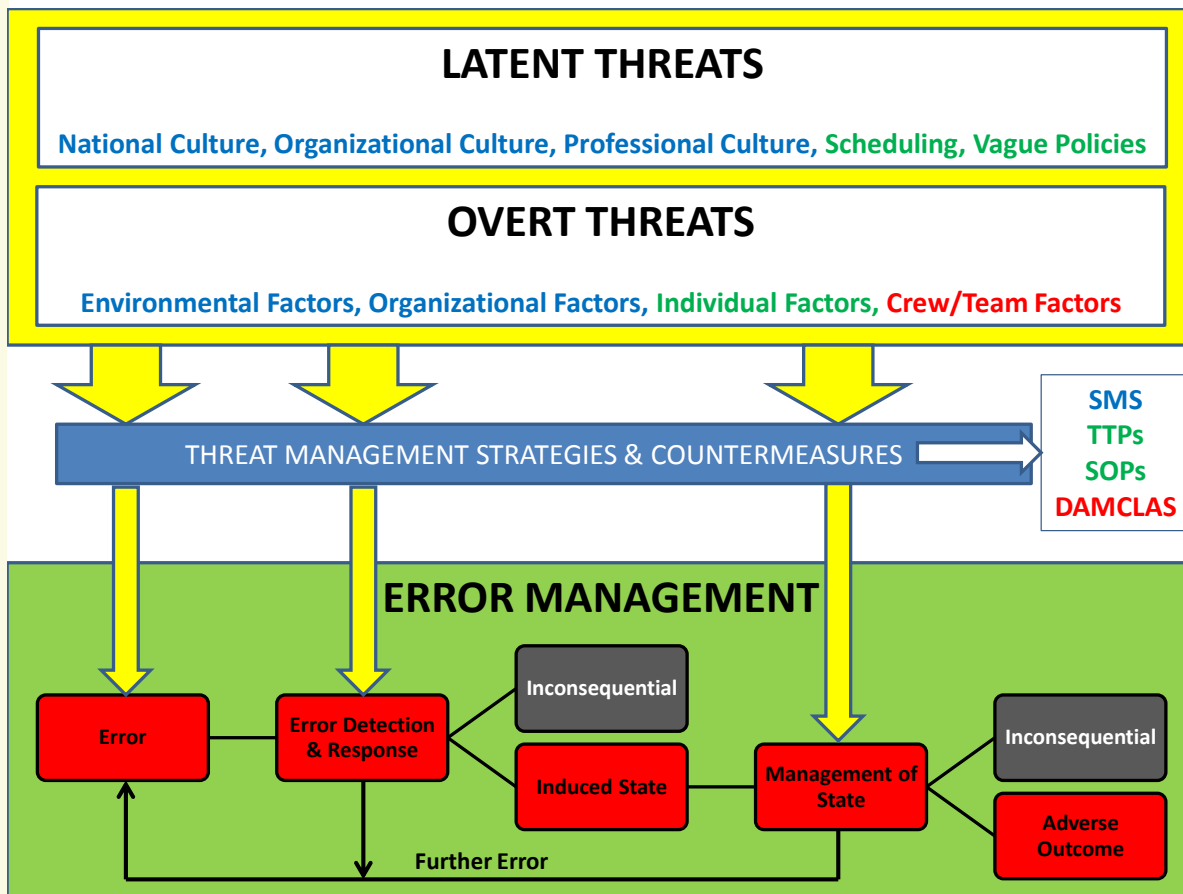 LATENT THREATS
National Culture, Organizational Culture, Professional Culture, Scheduling, Vague Policies
OVERT THREATS
Environmental Factors, Organizational Factors, Individual Factors, Crew/Team Factors
THREAT MANAGEMENT STRATEGIES & COUNTERMEASURES
SMS
TTPs
SOPs
DAMCLAS
ERROR MANAGEMENT
Error
Error Detection
& Response
Inconsequential
Induced State
Management of
State
Inconsequential
Adverse
Outcome
Further Error